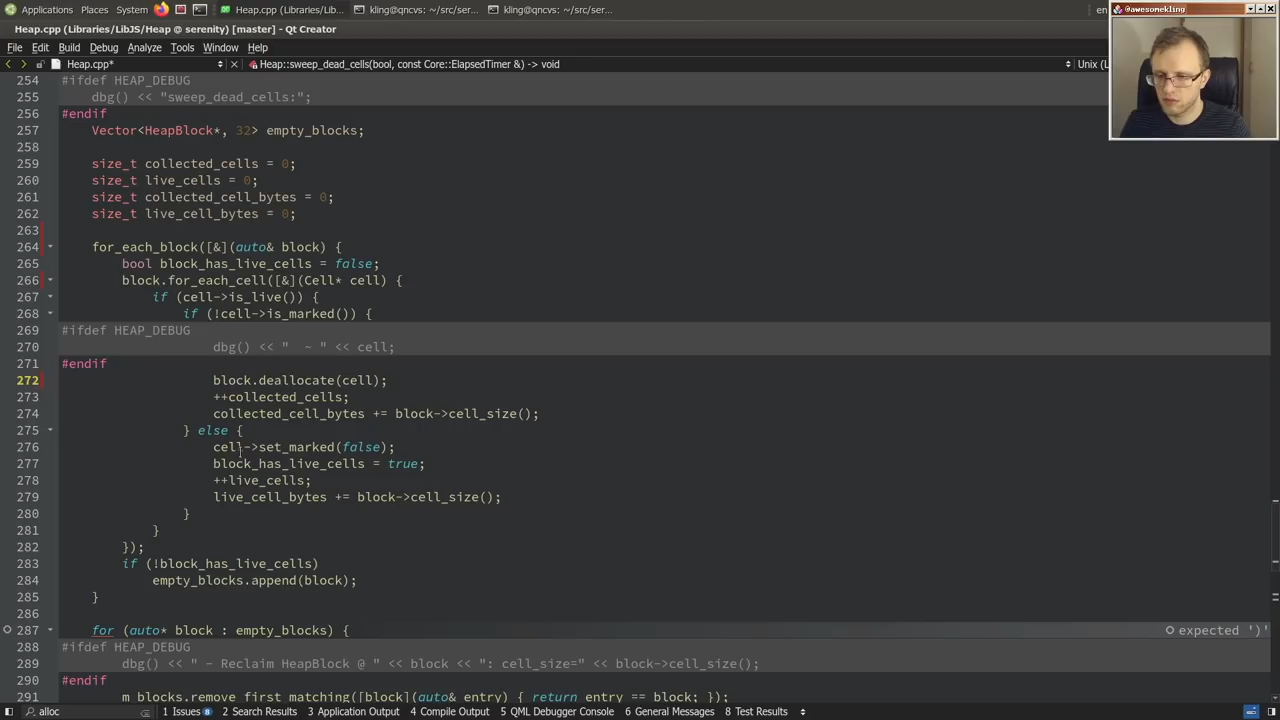 Applications Places System Heap.cpp (Libraries/Lib... kling@qncvs: ~/src/ser... kling@qncvs: ~/src/ser... en
@awesomekling
Heap.cpp (Libraries/LibJS/Heap @ serenity) [master] - Qt Creator
File Edit Build Debug Analyze Tools Window Help
Heap.cpp* Heap::sweep_dead_cells(bool, const Core::ElapsedTimer &) -> void Unix (L
254 #ifdef HEAP_DEBUG
255 dbg() << "sweep_dead_cells:";
256 #endif
257 Vector<HeapBlock*, 32> empty_blocks;
258
259 size_t collected_cells = 0;
260 size_t live_cells = 0;
261 size_t collected_cell_bytes = 0;
262 size_t live_cell_bytes = 0;
263
264 for_each_block([&](auto& block) {
265 bool block_has_live_cells = false;
266 block.for_each_cell([&](Cell* cell) {
267 if (cell->is_live()) {
268 if (!cell->is_marked()) {
269 #ifdef HEAP_DEBUG
270 dbg() << "  ~ " << cell;
271 #endif
272 block.deallocate(cell);
273 ++collected_cells;
274 collected_cell_bytes += block->cell_size();
275 } else {
276 cell->set_marked(false);
277 block_has_live_cells = true;
278 ++live_cells;
279 live_cell_bytes += block->cell_size();
280 }
281 }
282 });
283 if (!block_has_live_cells)
284 empty_blocks.append(block);
285 }
286
287 for (auto* block : empty_blocks) { expected ')'
288 #ifdef HEAP_DEBUG
289 dbg() << " - Reclaim HeapBlock @ " << block << ": cell_size=" << block->cell_size();
290 #endif
291 m_blocks.remove_first_matching([block](auto& entry) { return entry == block; });
alloc 1 Issues 8 2 Search Results 3 Application Output 4 Compile Output 5 QML Debugger Console 6 General Messages 8 Test Results